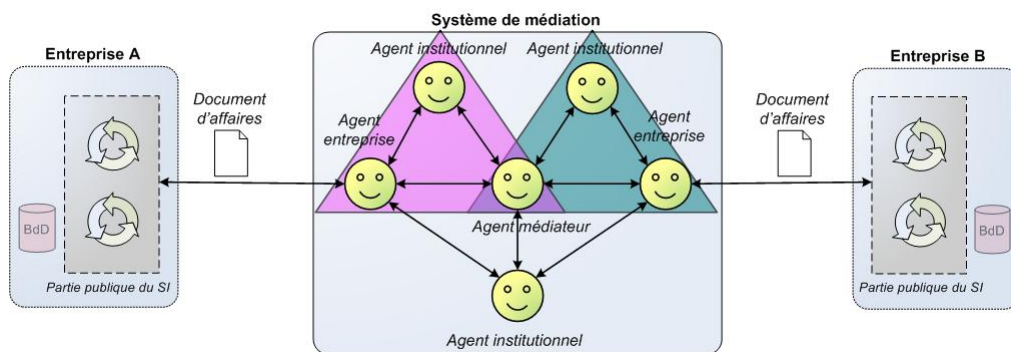 Système de médiation
Entreprise A
Agent institutionnel
Agent institutionnel
Entreprise B
Document
d'affaires
Agent
entreprise
Agent
entreprise
Document
d'affaires
BdD
Agent médiateur
BdD
Partie publique du SI
Partie publique du SI
Agent institutionnel